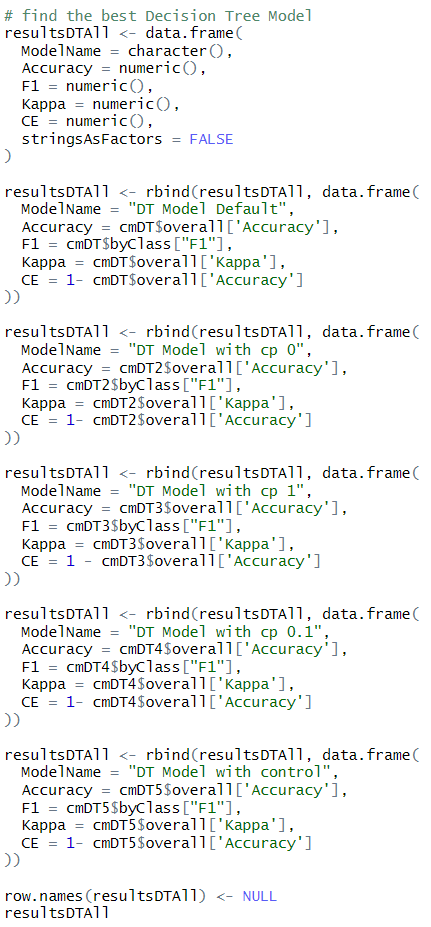 # find the best Decision Tree Model
resultsDTAll <- data.frame(
  ModelName = character(),
  Accuracy = numeric(),
  F1 = numeric(),
  Kappa = numeric(),
  CE = numeric(),
  stringsAsFactors = FALSE
)

resultsDTAll <- rbind(resultsDTAll, data.frame(
  ModelName = "DT Model Default",
  Accuracy = cmDT$overall['Accuracy'],
  F1 = cmDT$byClass["F1"],
  Kappa = cmDT$overall['Kappa'],
  CE = 1- cmDT$overall['Accuracy']
))

resultsDTAll <- rbind(resultsDTAll, data.frame(
  ModelName = "DT Model with cp 0",
  Accuracy = cmDT2$overall['Accuracy'],
  F1 = cmDT2$byClass["F1"],
  Kappa = cmDT2$overall['Kappa'],
  CE = 1- cmDT2$overall['Accuracy']
))

resultsDTAll <- rbind(resultsDTAll, data.frame(
  ModelName = "DT Model with cp 1",
  Accuracy = cmDT3$overall['Accuracy'],
  F1 = cmDT3$byClass["F1"],
  Kappa = cmDT3$overall['Kappa'],
  CE = 1 - cmDT3$overall['Accuracy']
))

resultsDTAll <- rbind(resultsDTAll, data.frame(
  ModelName = "DT Model with cp 0.1",
  Accuracy = cmDT4$overall['Accuracy'],
  F1 = cmDT4$byClass["F1"],
  Kappa = cmDT4$overall['Kappa'],
  CE = 1- cmDT4$overall['Accuracy']
))

resultsDTAll <- rbind(resultsDTAll, data.frame(
  ModelName = "DT Model with control",
  Accuracy = cmDT5$overall['Accuracy'],
  F1 = cmDT5$byClass["F1"],
  Kappa = cmDT5$overall['Kappa'],
  CE = 1- cmDT5$overall['Accuracy']
))

row.names(resultsDTAll) <- NULL
resultsDTAll